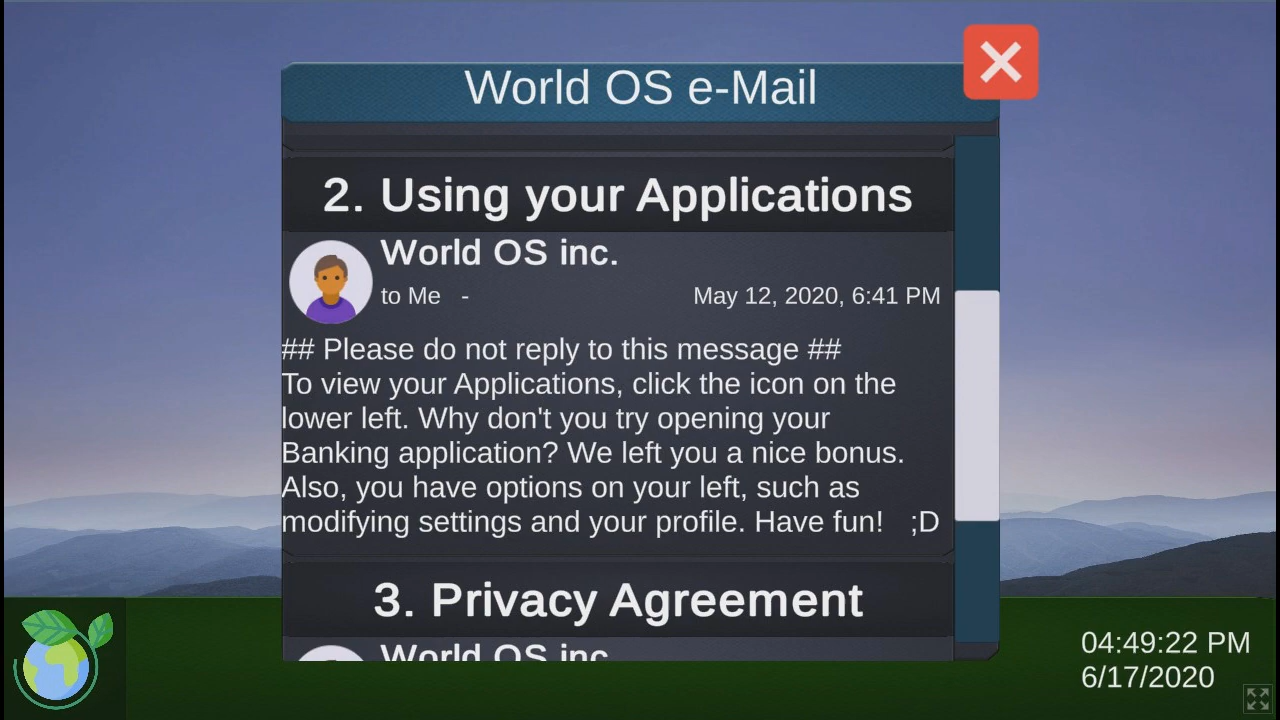 World OS e-Mail
2. Using your Applications
World OS inc.
to Me - May 12, 2020, 6:41 PM
## Please do not reply to this message ##
To view your Applications, click the icon on the
lower left. Why don't you try opening your
Banking application? We left you a nice bonus.
Also, you have options on your left, such as
modifying settings and your profile. Have fun! ;D
3. Privacy Agreement
World OS inc.
04:49:22 PM
6/17/2020